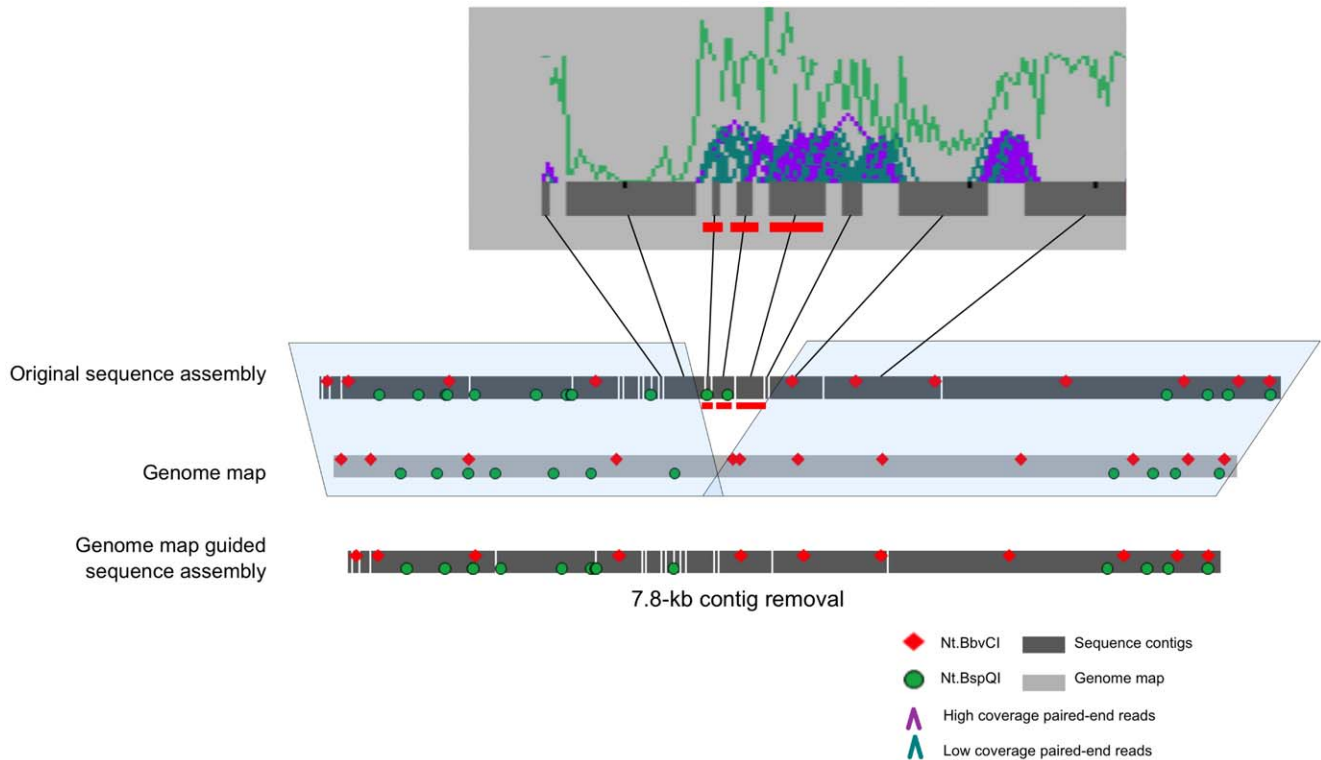 Original sequence assembly
Genome map
Genome map guided
sequence assembly
7.8-kb contig removal
Nt.BbvCI
Sequence contigs
Nt.BspQI
Genome map
High coverage paired-end reads
Low coverage paired-end reads